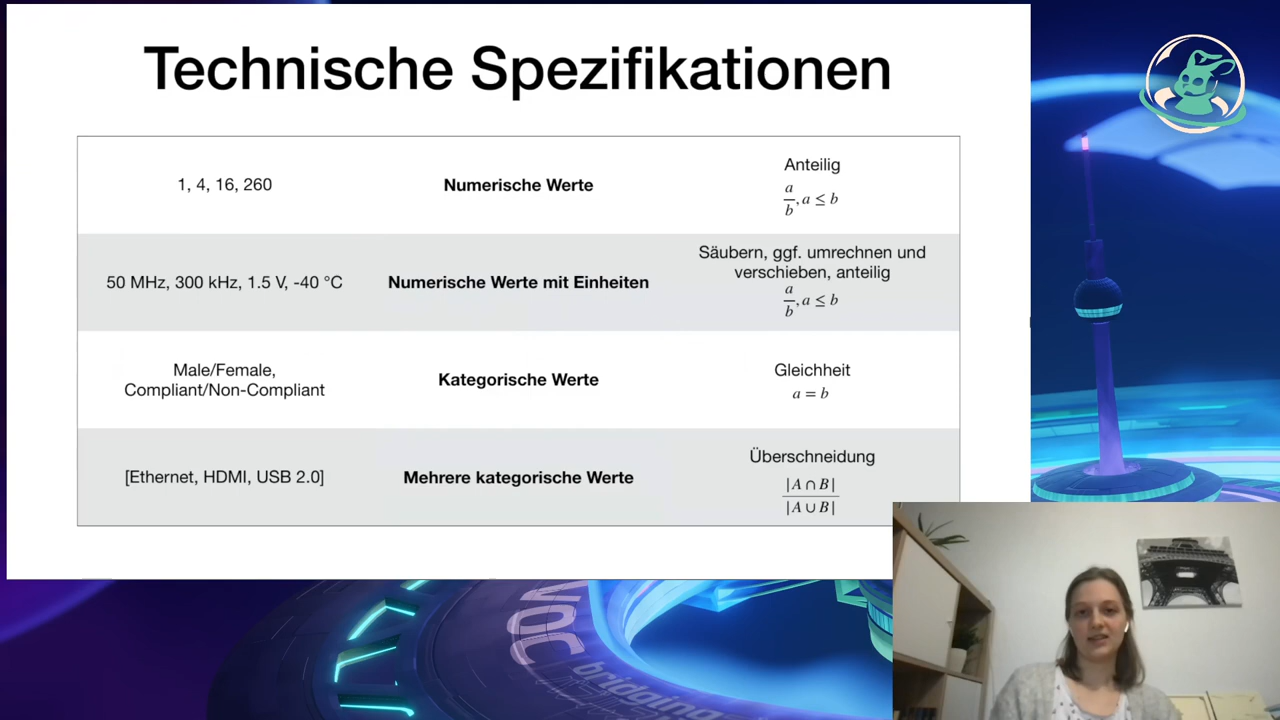 Technische Spezifikationen
1, 4, 16, 260
Numerische Werte
Anteilig
a/b, a ≤ b
50 MHz, 300 kHz, 1.5 V, -40 °C
Numerische Werte mit Einheiten
Säubern, ggf. umrechnen und
verschieben, anteilig
a/b, a ≤ b
Male/Female,
Compliant/Non-Compliant
Kategorische Werte
Gleichheit
a = b
[Ethernet, HDMI, USB 2.0]
Mehrere kategorische Werte
Überschneidung
|A ∩ B|
|A ∪ B|
VOC
bridging